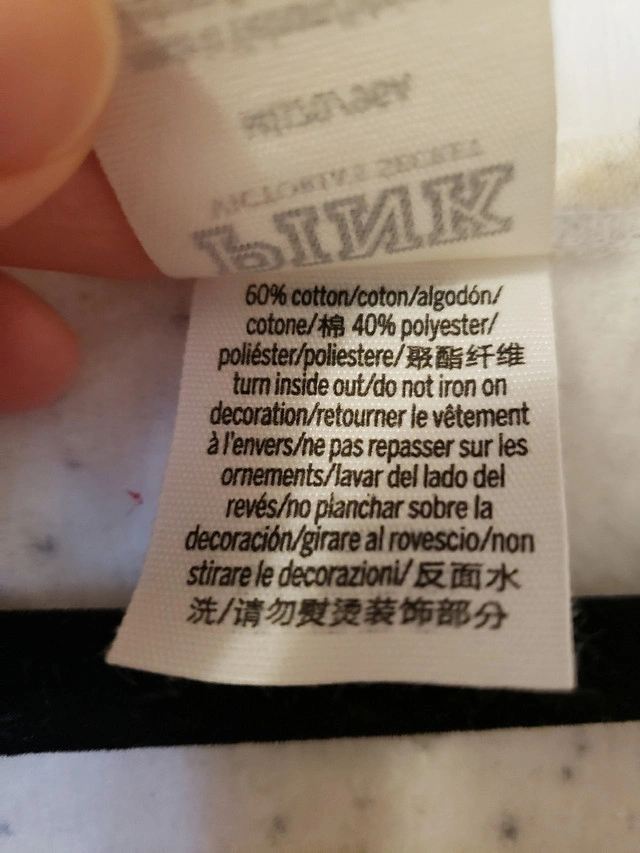 VICTORIA'S SECRET
PINK
60% cotton/coton/algodón/
cotone/棉 40% polyester/
poliéster/poliestere/聚酯纤维
turn inside out/do not iron on
decoration/retourner le vêtement
à l'envers/ne pas repasser sur les
ornements/lavar del lado del
revés/no planchar sobre la
decoración/girare al rovescio/non
stirare le decorazioni/反面水
洗/请勿熨烫装饰部分